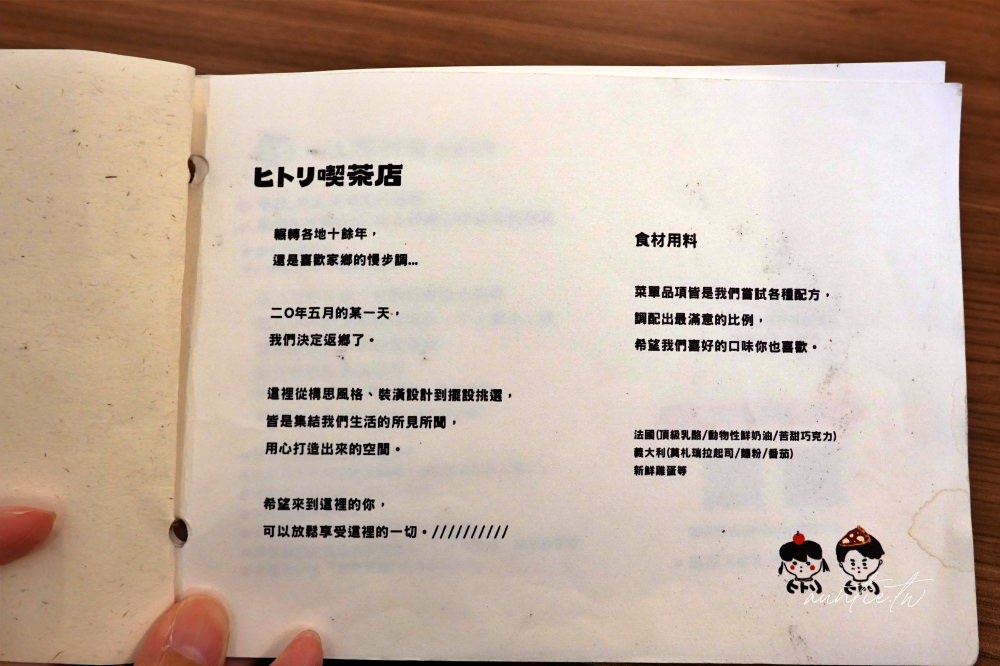 ヒトリ喫茶店
輾轉各地十餘年，
還是喜歡家鄉的慢步調...
二〇年五月的某一天，
我們決定返鄉了。
這裡從構思風格、裝潢設計到擺設挑選，
皆是集結我們生活的所見所聞，
用心打造出來的空間。
希望來到這裡的你，
可以放鬆享受這裡的一切。//////////
食材用料
菜單品項皆是我們嘗試各種配方，
調配出最滿意的比例，
希望我們喜好的口味你也喜歡。
法國(頂級乳酪/動物性鮮奶油/苦甜巧克力)
義大利(莫札瑞拉起司/麵粉/番茄)
新鮮雞蛋等
ヒトリ
auntie.tw